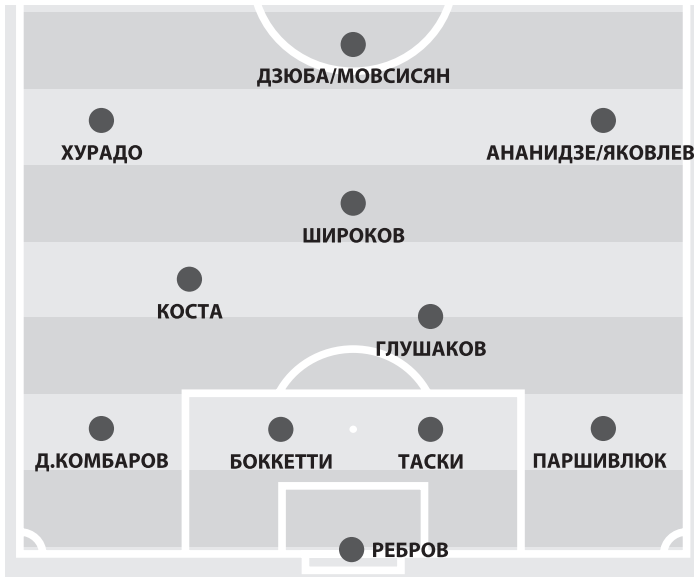 ДЗЮБА/МОВСИСЯН
ХУРАДО
АНАНИДЗЕ/ЯКОВЛЕВ
ШИРОКОВ
КОСТА
ГЛУШАКОВ
Д.КОМБАРОВ
БОККЕТТИ
ТАСКИ
ПАРШИВЛЮК
РЕБРОВ